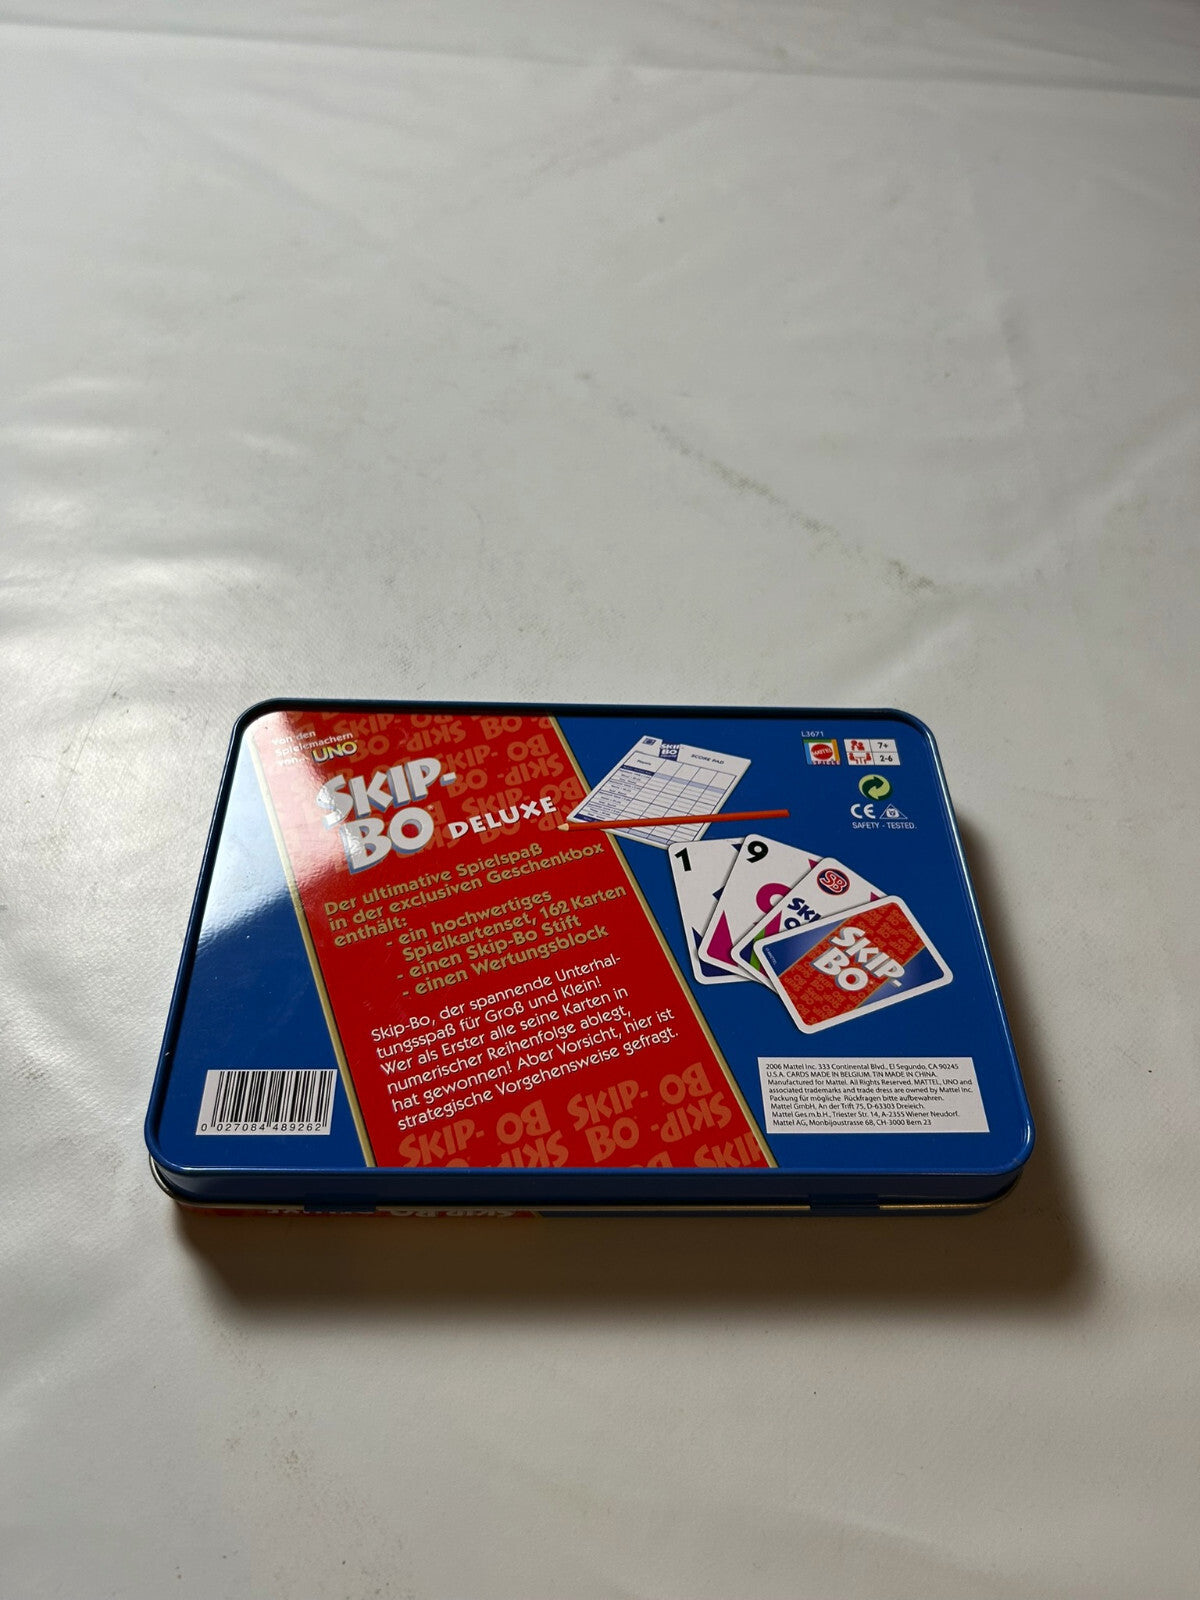 Von den
Spielemachern
von UNO
SKIP-
BO DELUXE
Der ultimative Spielspaß
in der exclusiven Geschenkbox
enthält:
- ein hochwertiges
Spielkartenset, 162 Karten
- einen Skip-Bo Stift
- einen Wertungsblock
Skip-Bo, der spannende Unterhal-
tungsspaß für Groß und Klein!
Wer als Erster alle seine Karten in
numerischer Reihenfolge ablegt,
hat gewonnen! Aber Vorsicht, hier ist
strategische Vorgehensweise gefragt.
0 027084 489262
SKIP
BO
SCORE PAD
Players
1
9
SB
SKIP-
BO
L3671
MATTEL
SPIELE
7+
2-6
CE
SAFETY - TESTED.
2006 Mattel Inc. 333 Continental Blvd., El Segundo, CA 90245
U.S.A. CARDS MADE IN BELGIUM. TIN MADE IN CHINA.
Manufactured for Mattel. All Rights Reserved. MATTEL, UNO and
associated trademarks and trade dress are owned by Mattel Inc.
Packung für mögliche Rückfragen bitte aufbewahren.
Mattel GmbH, An der Trift 75, D-63303 Dreieich.
Mattel Ges.m.b.H., Triester Str. 14, A-2355 Wiener Neudorf.
Mattel AG, Monbijoustrasse 68, CH-3000 Bern 23